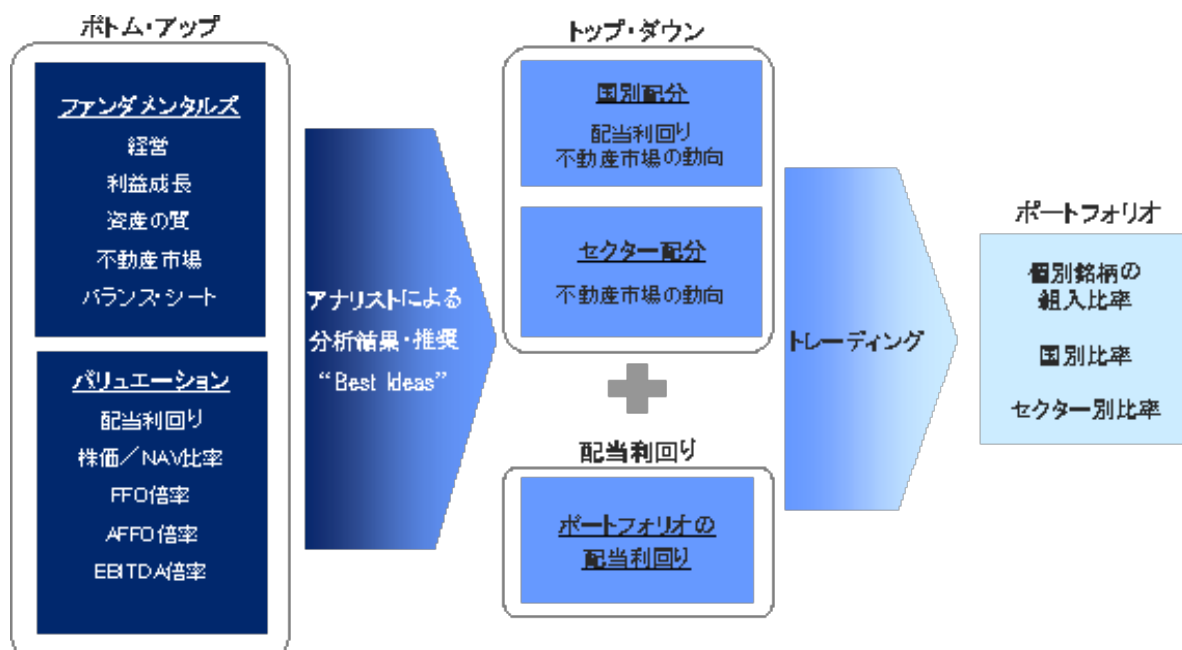 ボトム・アップ
ファンダメンタルズ
経営
利益成長
資産の質
不動産市場
バランス・シート
バリュエーション
配当利回り
株価／NAV比率
FFO倍率
AFFO倍率
EBITDA倍率
アナリストによる
分析結果・推奨
“Best Ideas”
トップ・ダウン
国別配分
配当利回り
不動産市場の動向
セクター配分
不動産市場の動向
配当利回り
ポートフォリオの
配当利回り
トレーディング
ポートフォリオ
個別銘柄の
組入比率
国別比率
セクター別比率